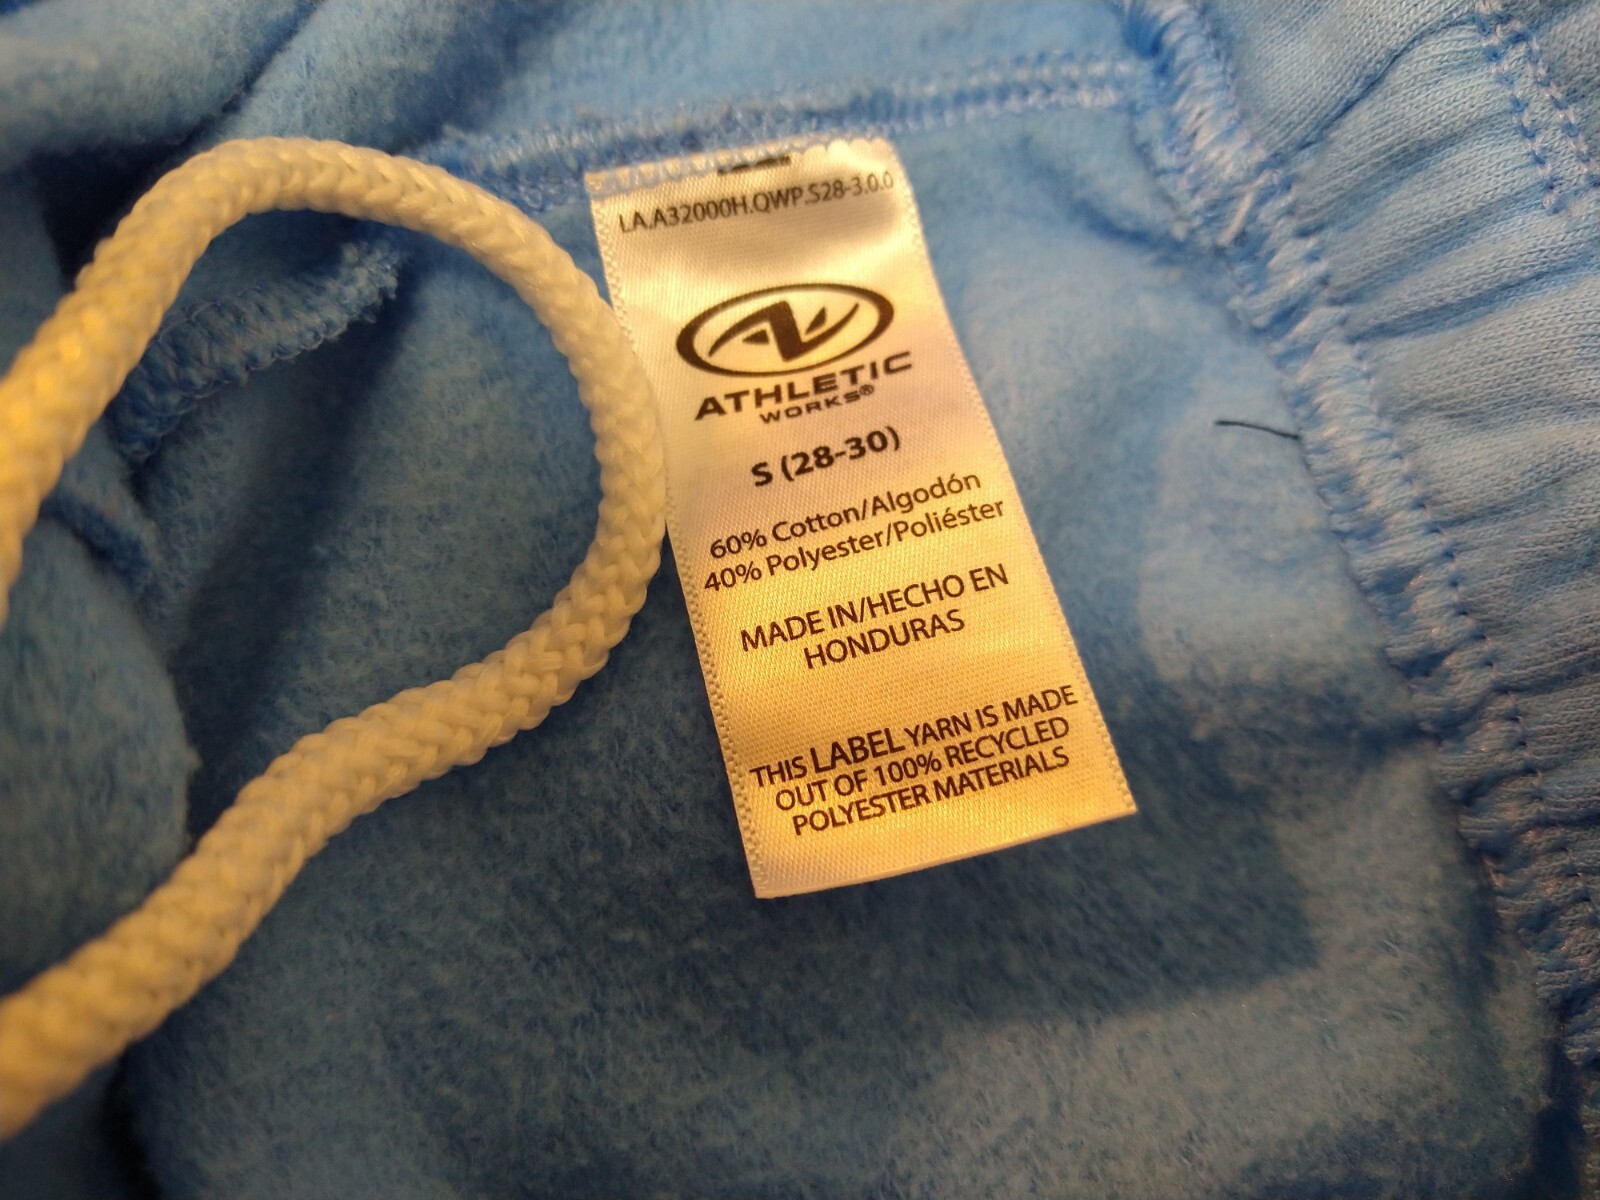 LA.A32000H.QWP.S28-3.0.0
ATHLETIC
WORKS®
S (28-30)
60% Cotton/Algodón
40% Polyester/Poliéster
MADE IN/HECHO EN
HONDURAS
THIS LABEL YARN IS MADE
OUT OF 100% RECYCLED
POLYESTER MATERIALS